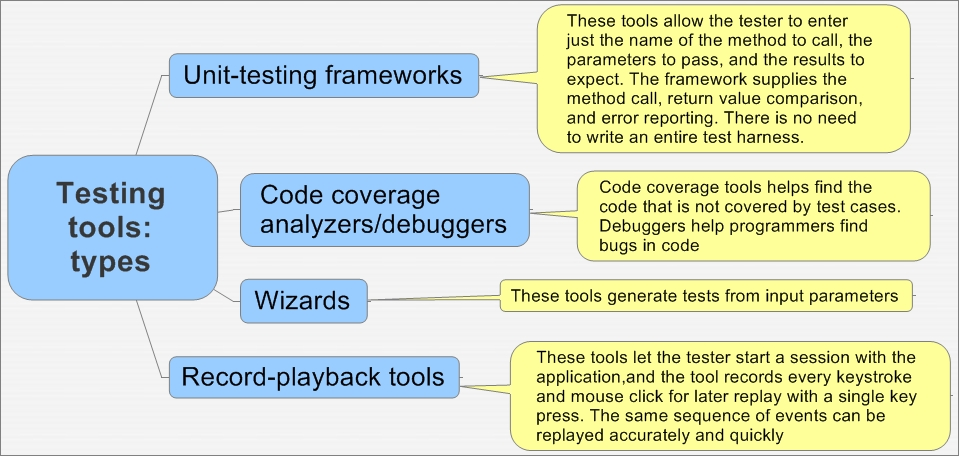 Testing
tools:
types
Unit-testing frameworks
These tools allow the tester to enter
just the name of the method to call, the
parameters to pass, and the results to
expect. The framework supplies the
method call, return value comparison,
and error reporting. There is no need
to write an entire test harness.
Code coverage
analyzers/debuggers
Code coverage tools helps find the
code that is not covered by test cases.
Debuggers help programmers find
bugs in code
Wizards
These tools generate tests from input parameters
Record-playback tools
These tools let the tester start a session with the
application,and the tool records every keystroke
and mouse click for later replay with a single key
press. The same sequence of events can be
replayed accurately and quickly